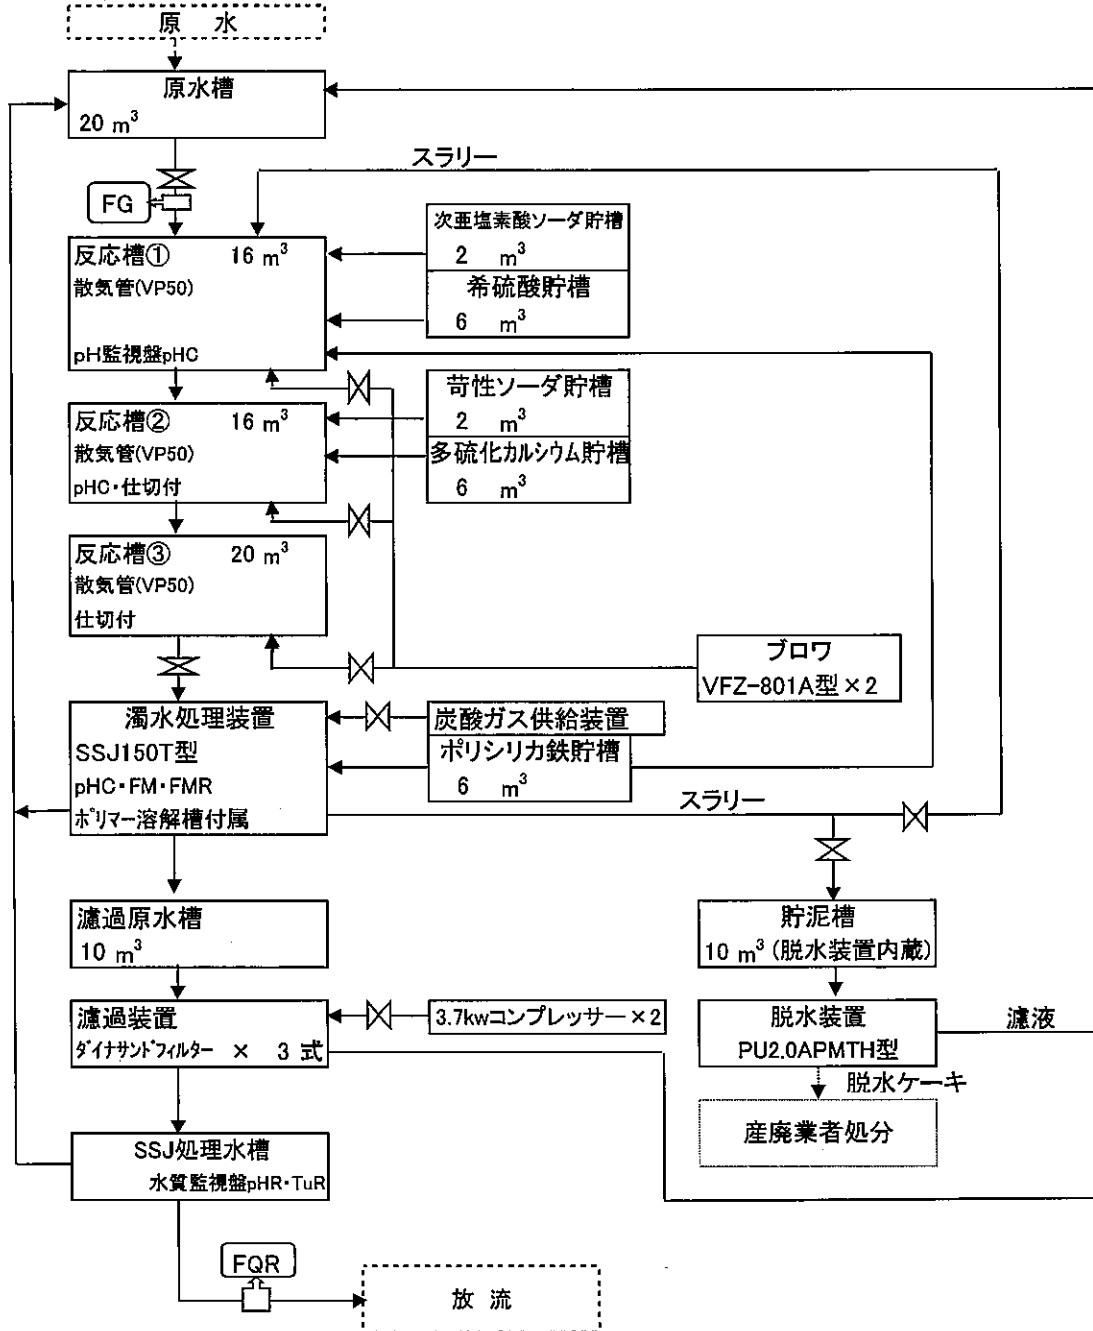 原 水
原水槽
20 m³
スラリー
FG
反応槽① 16 m³
散気管(VP50)
pH監視盤pHC
次亜塩素酸ソーダ貯槽
2 m³
希硫酸貯槽
6 m³
反応槽② 16 m³
散気管(VP50)
pHC・仕切付
苛性ソーダ貯槽
2 m³
多硫化カルシウム貯槽
6 m³
反応槽③ 20 m³
散気管(VP50)
仕切付
ブロワ
VFZ-801A型×2
濁水処理装置
SSJ150T型
pHC・FM・FMR
ポリマー溶解槽付属
炭酸ガス供給装置
ポリシリカ鉄貯槽
6 m³
スラリー
濾過原水槽
10 m³
貯泥槽
10 m³ (脱水装置内蔵)
濾過装置
ダイナサンドフィルター × 3 式
3.7kwコンプレッサー×2
脱水装置
PU2.0APMTH型
濾液
脱水ケーキ
産廃業者処分
SSJ処理水槽
水質監視盤pHR・TuR
FQR
放 流